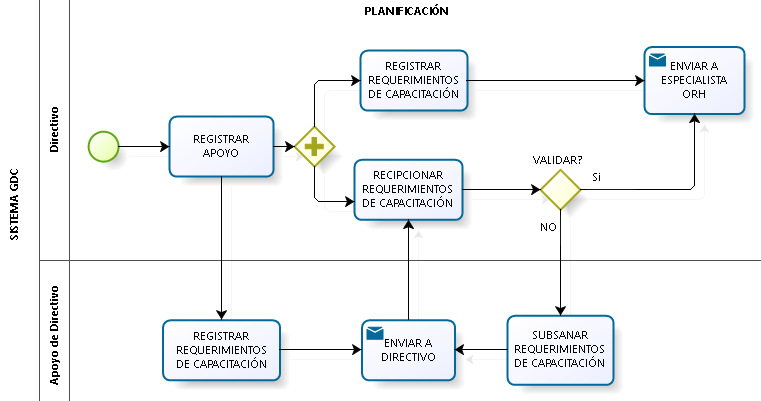 PLANIFICACIÓN
SISTEMA GDC
Directivo
REGISTRAR
APOYO
REGISTRAR
REQUERIMIENTOS
DE CAPACITACIÓN
ENVIAR A
ESPECIALISTA
ORH
RECIPCIONAR
REQUERIMIENTOS
DE CAPACITACIÓN
VALIDAR?
Si
NO
Apoyo de Directivo
REGISTRAR
REQUERIMIENTOS
DE CAPACITACIÓN
ENVIAR A
DIRECTIVO
SUBSANAR
REQUERIMIENTOS
DE CAPACITACIÓN